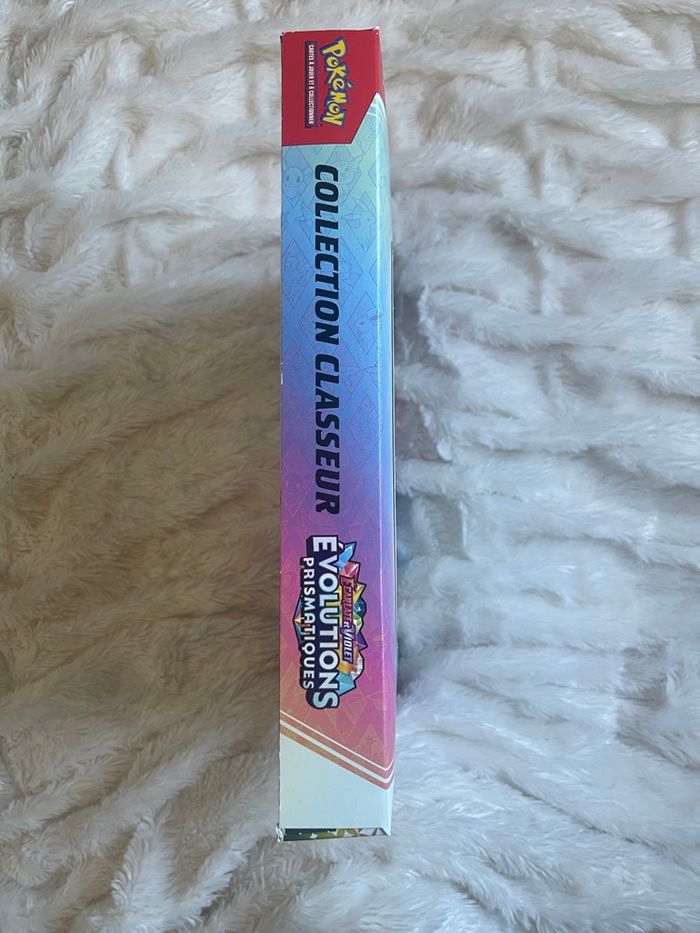 POKÉMON
CARTES À JOUER ET À COLLECTIONNER
COLLECTION CLASSEUR
ÉCARLATE ET VIOLET
ÉVOLUTIONS
PRISMATIQUES